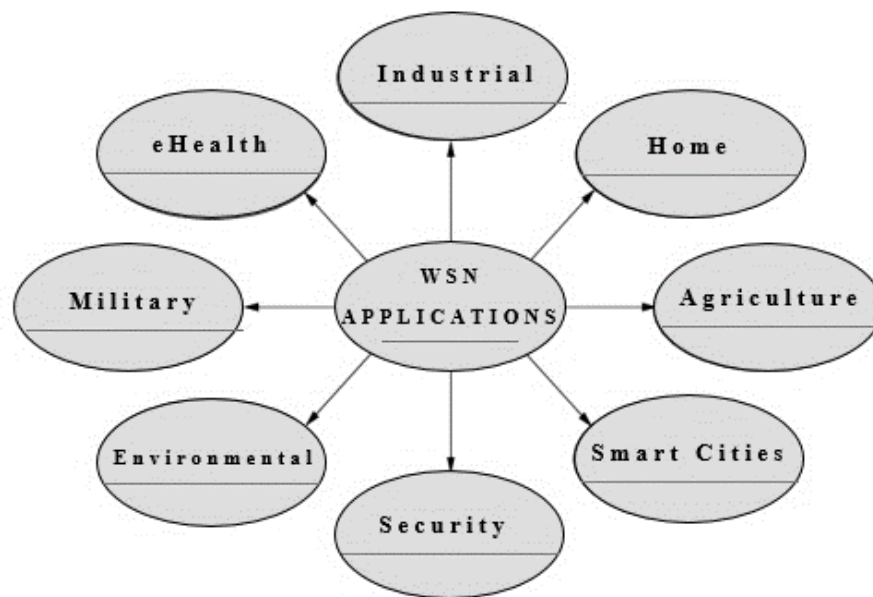 Industrial
eHealth
Home
Military
WSN
APPLICATIONS
Agriculture
Environmental
Smart Cities
Security